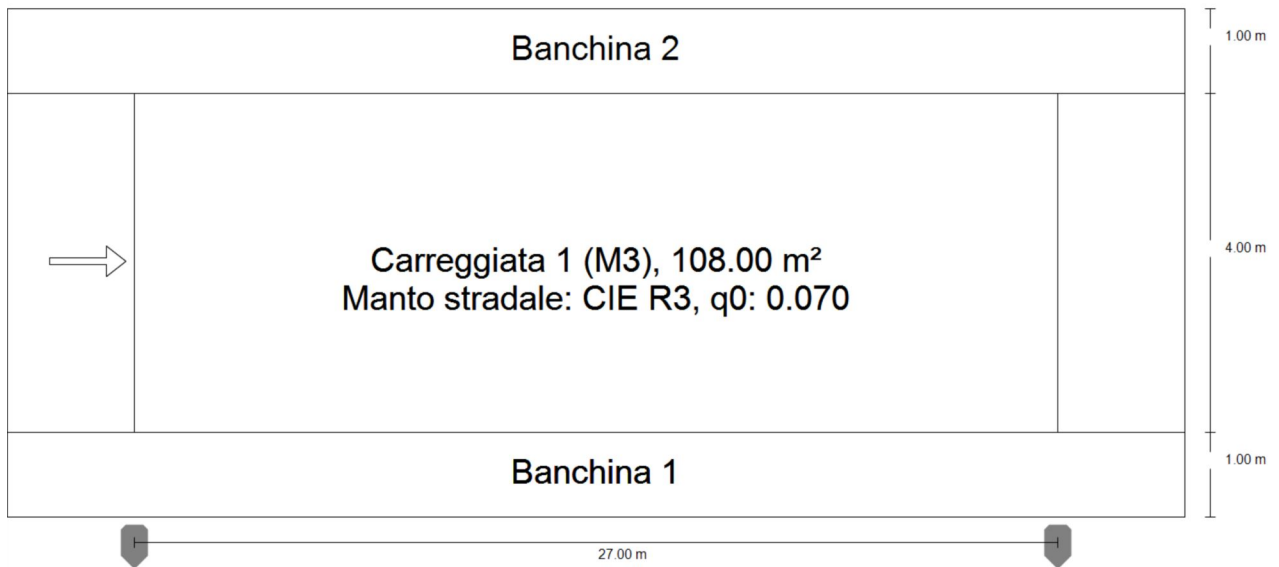 Banchina 2
1.00 m
Carreggiata 1 (M3), 108.00 m²
Manto stradale: CIE R3, q0: 0.070
4.00 m
Banchina 1
1.00 m
27.00 m